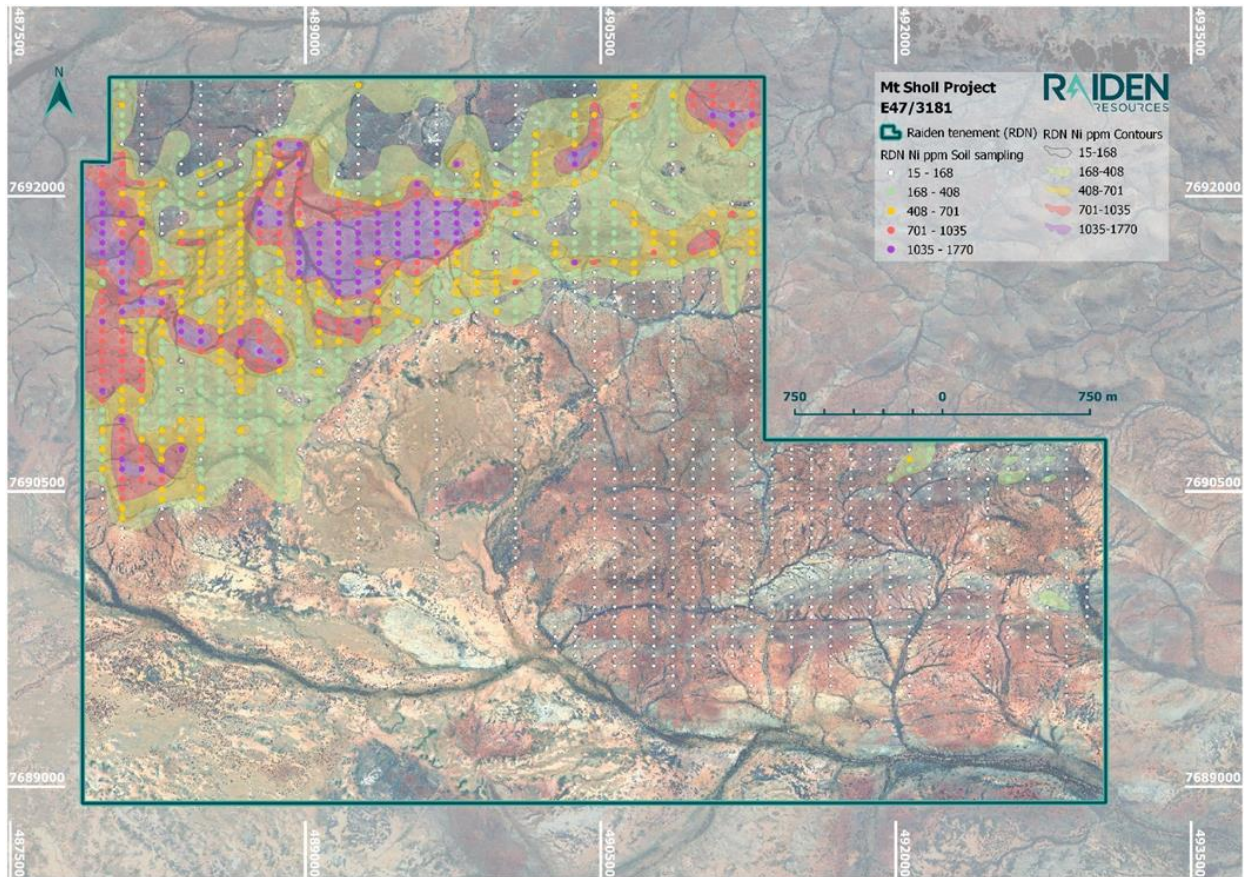 487500
489000
490500
492000
493500
N
Mt Sholl Project
E47/3181
RAIDEN
RESOURCES
Raiden tenement (RDN)
RDN Ni ppm Soil sampling
15 - 168
168 - 408
408 - 701
701 - 1035
1035 - 1770
RDN Ni ppm Contours
15-168
168-408
408-701
701-1035
1035-1770
7692000
7692000
750 0 750 m
7690500
7690500
7689000
7689000
487500
489000
490500
492000
493500